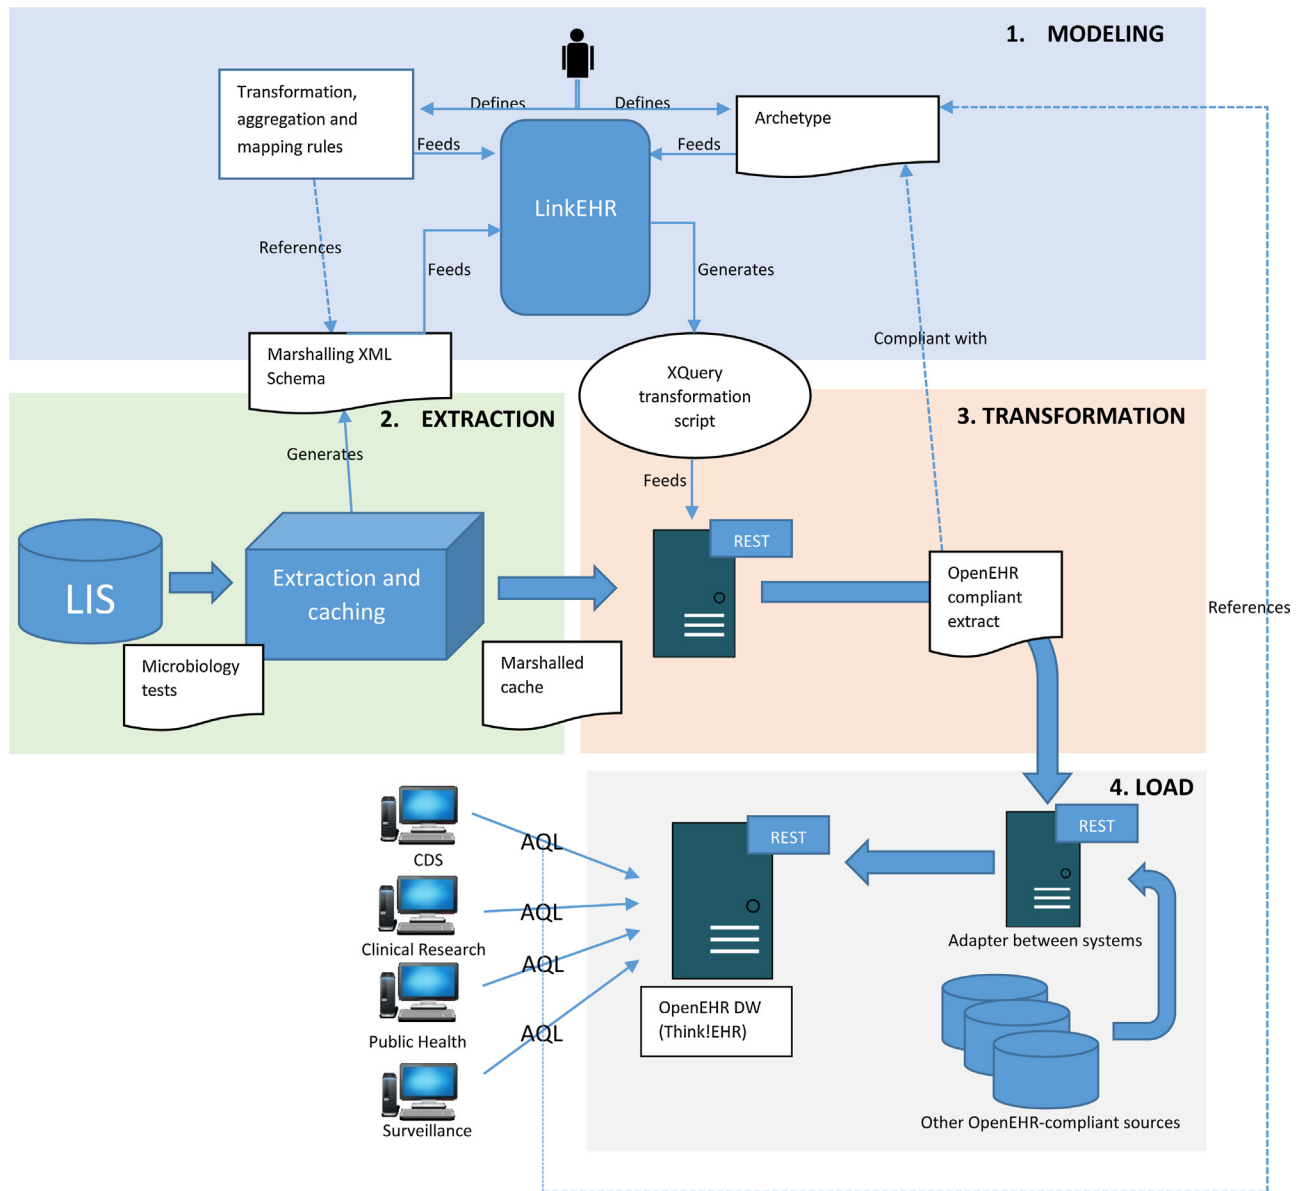 1. MODELING
Transformation,
aggregation and
mapping rules
Defines
Defines
Archetype
Feeds
Feeds
LinkEHR
References
Feeds
Generates
Marshalling XML
Schema
XQuery
transformation
script
Compliant with
2. EXTRACTION
3. TRANSFORMATION
Generates
Feeds
LIS
Extraction and
caching
REST
OpenEHR
compliant
extract
References
Microbiology
tests
Marshalled
cache
4. LOAD
CDS
AQL
REST
REST
Clinical Research
AQL
Adapter between systems
Public Health
AQL
OpenEHR DW
(Think!EHR)
Surveillance
AQL
Other OpenEHR-compliant sources